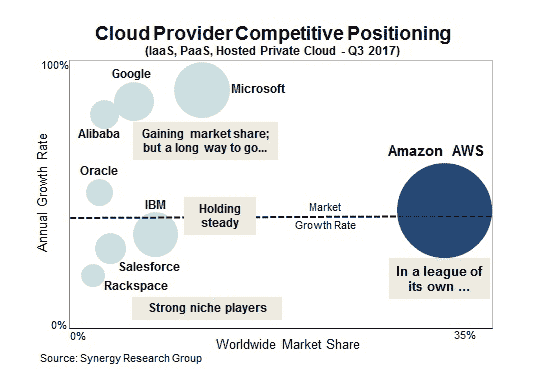 Cloud Provider Competitive Positioning
(IaaS, PaaS, Hosted Private Cloud - Q3 2017)
100%
Google
Microsoft
Alibaba
Gaining market share;
but a long way to go...
Amazon AWS
Oracle
IBM
Holding
steady
Market
Growth Rate
Annual Growth Rate
Salesforce
Rackspace
In a league of
its own ...
Strong niche players
0%
0%
35%
Worldwide Market Share
Source: Synergy Research Group